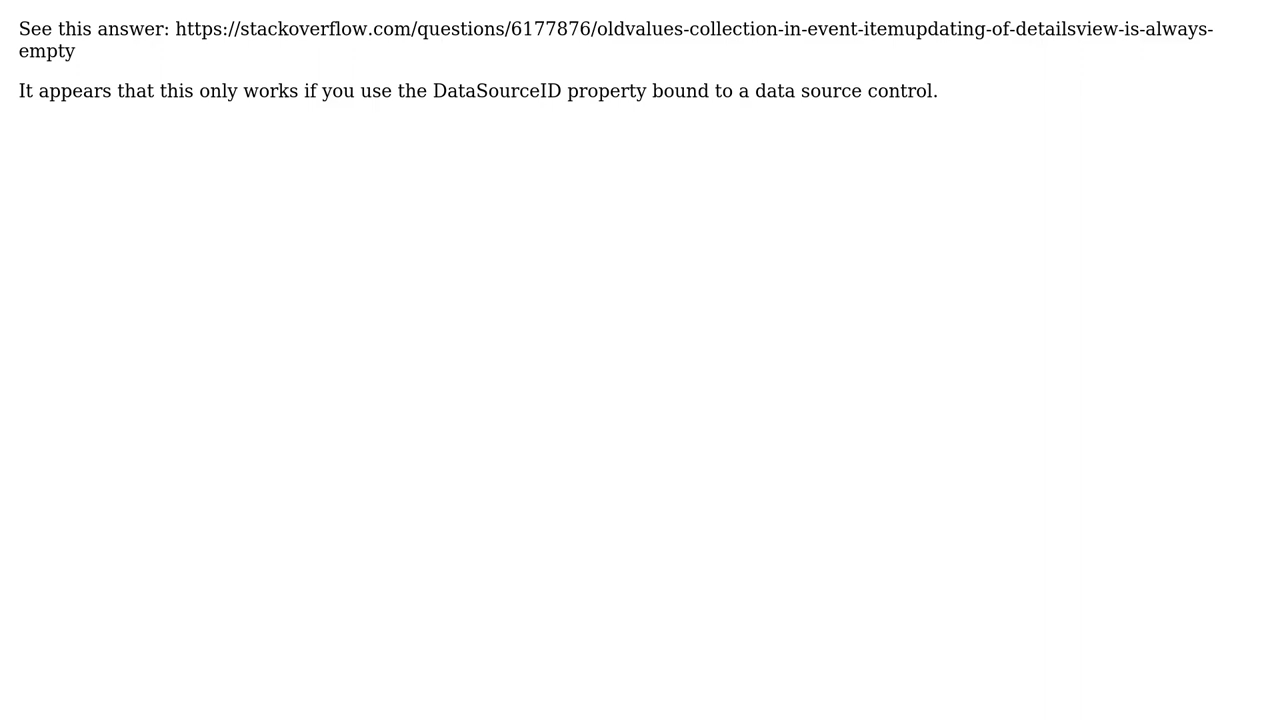 See this answer: https://stackoverflow.com/questions/6177876/oldvalues-collection-in-event-itemupdating-of-detailsview-is-always-
empty
It appears that this only works if you use the DataSourceID property bound to a data source control.